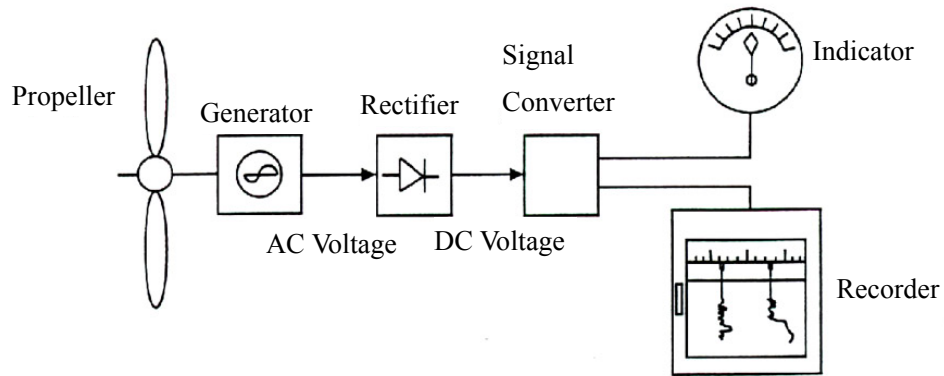 Signal
Converter
Indicator
Propeller
Generator
Rectifier
AC Voltage
DC Voltage
Recorder